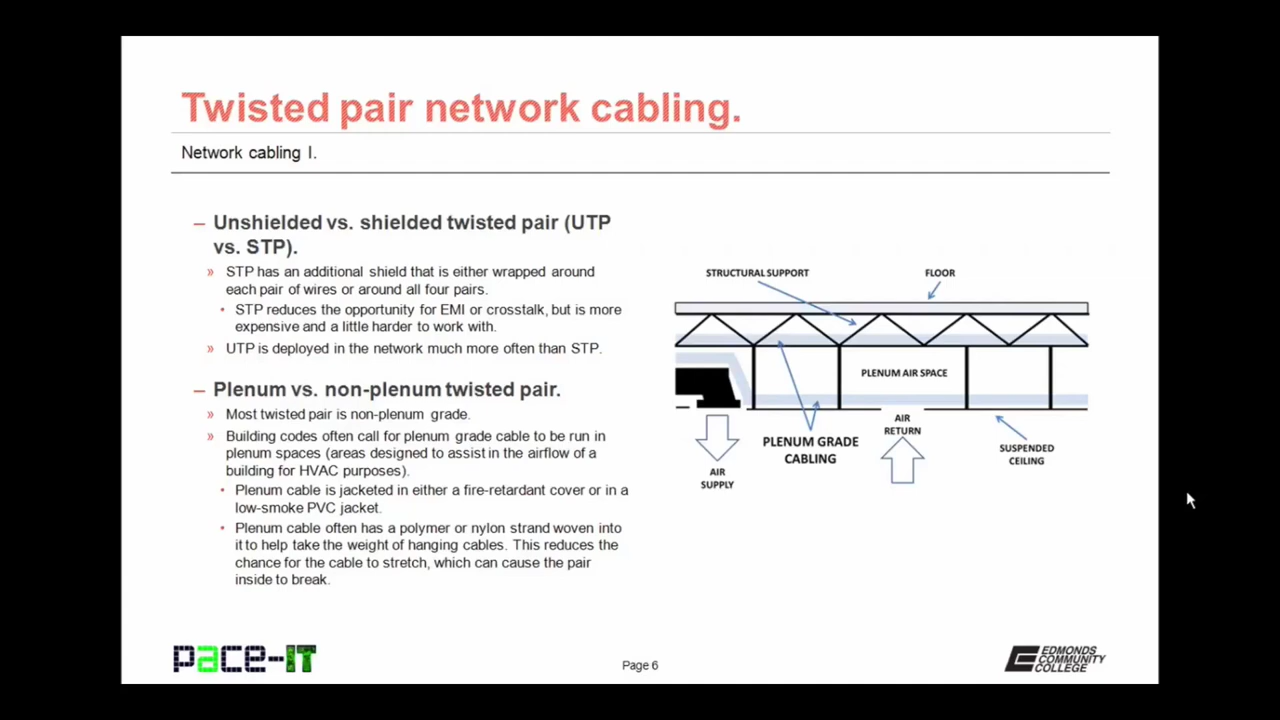 Twisted pair network cabling.
Network cabling I.
– Unshielded vs. shielded twisted pair (UTP
vs. STP).
» STP has an additional shield that is either wrapped around
each pair of wires or around all four pairs.
• STP reduces the opportunity for EMI or crosstalk, but is more
expensive and a little harder to work with.
» UTP is deployed in the network much more often than STP.
– Plenum vs. non-plenum twisted pair.
» Most twisted pair is non-plenum grade.
» Building codes often call for plenum grade cable to be run in
plenum spaces (areas designed to assist in the airflow of a
building for HVAC purposes).
• Plenum cable is jacketed in either a fire-retardant cover or in a
low-smoke PVC jacket.
• Plenum cable often has a polymer or nylon strand woven into
it to help take the weight of hanging cables. This reduces the
chance for the cable to stretch, which can cause the pair
inside to break.
STRUCTURAL SUPPORT
FLOOR
PLENUM AIR SPACE
AIR
RETURN
PLENUM GRADE
CABLING
SUSPENDED
CEILING
AIR
SUPPLY
pace-IT
Page 6
EDMONDS
COMMUNITY
COLLEGE